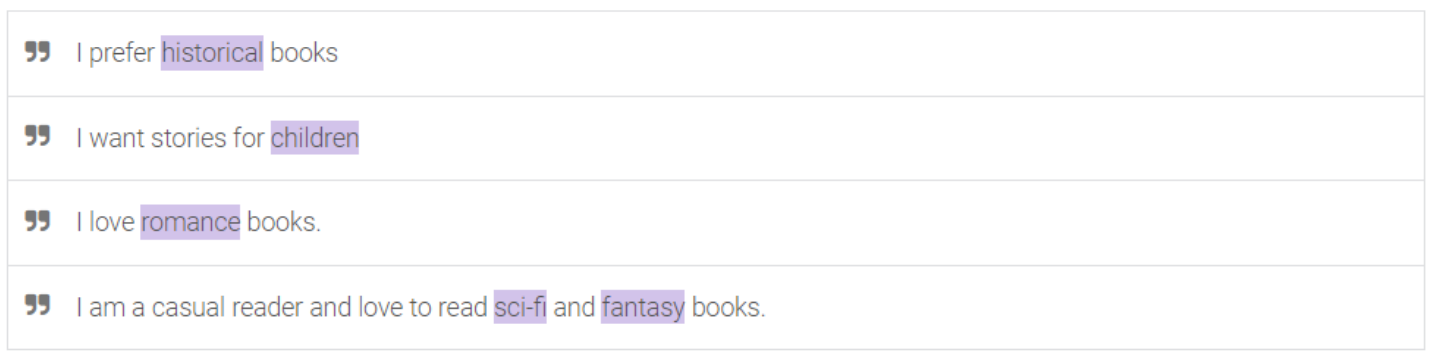 I prefer historical books
I want stories for children
I love romance books.
I am a casual reader and love to read sci-fi and fantasy books.